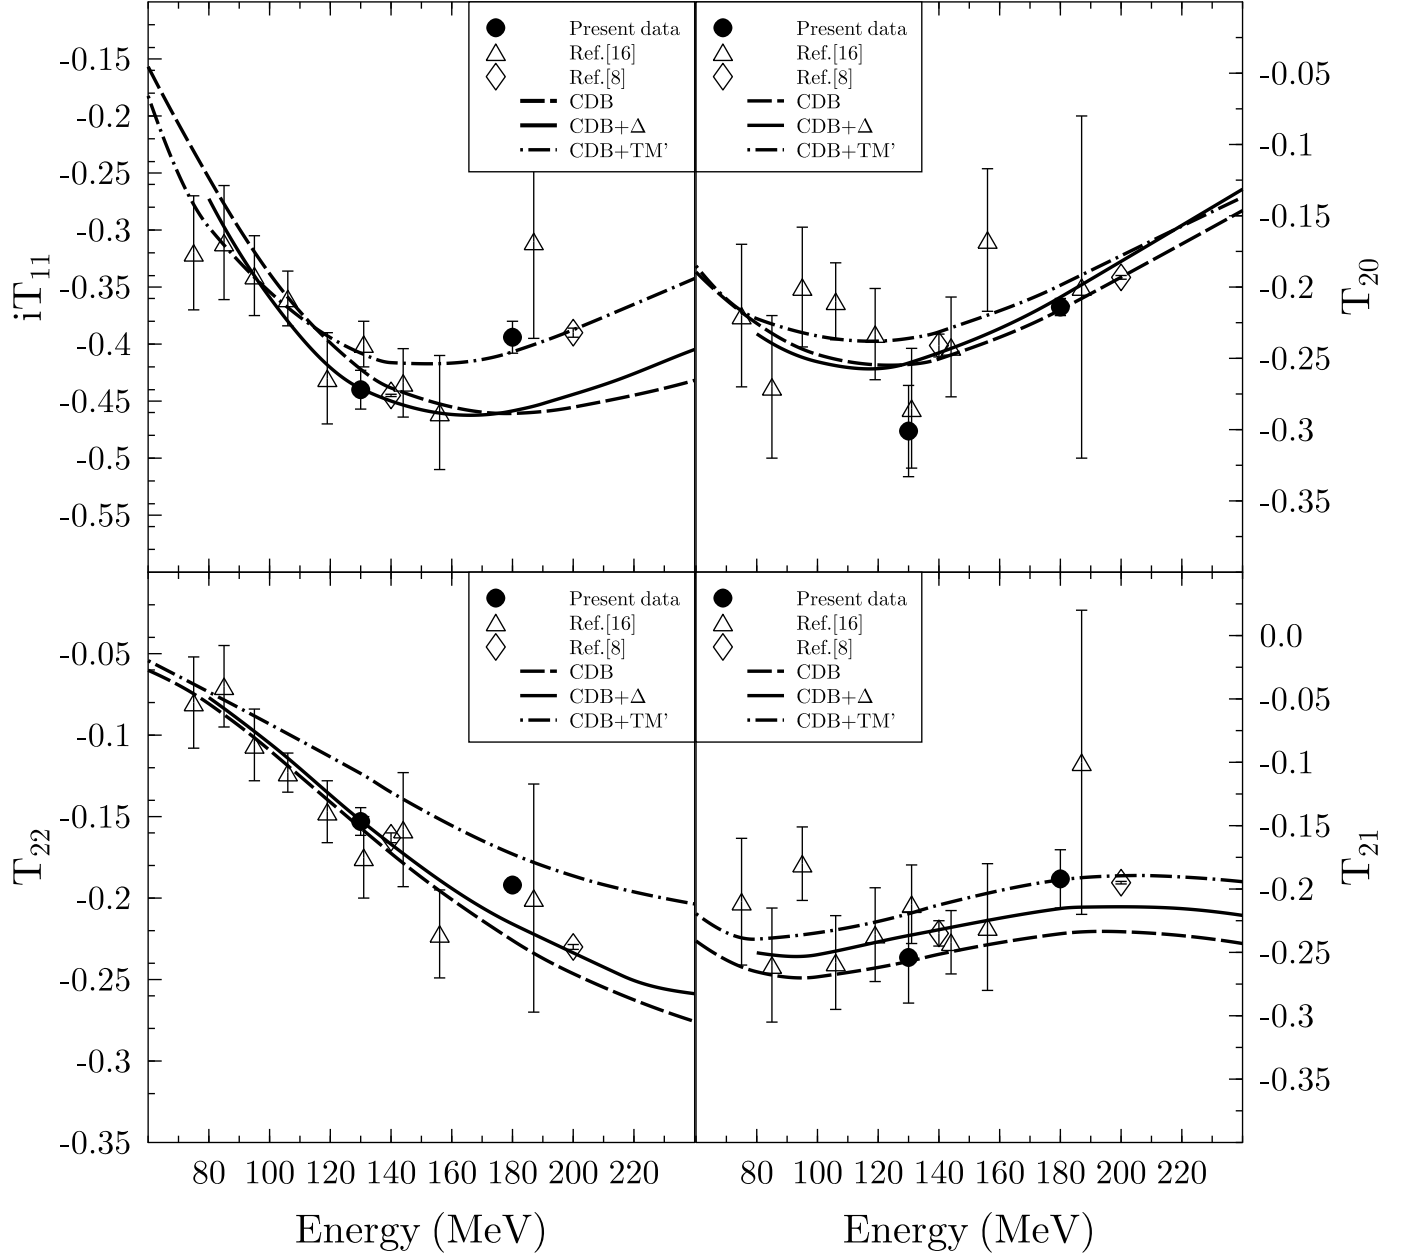 Present data
Ref.[16]
Ref.[8]
CDB
CDB+Δ
CDB+TM'
-0.15
-0.2
-0.25
-0.3
-0.35
-0.4
-0.45
-0.5
-0.55
iT11
Present data
Ref.[16]
Ref.[8]
CDB
CDB+Δ
CDB+TM'
-0.05
-0.1
-0.15
-0.2
-0.25
-0.3
-0.35
T20
Present data
Ref.[16]
Ref.[8]
CDB
CDB+Δ
CDB+TM'
-0.05
-0.1
-0.15
-0.2
-0.25
-0.3
-0.35
T22
80 100 120 140 160 180 200 220
Energy (MeV)
Present data
Ref.[16]
Ref.[8]
CDB
CDB+Δ
CDB+TM'
0.0
-0.05
-0.1
-0.15
-0.2
-0.25
-0.3
-0.35
T21
80 100 120 140 160 180 200 220
Energy (MeV)